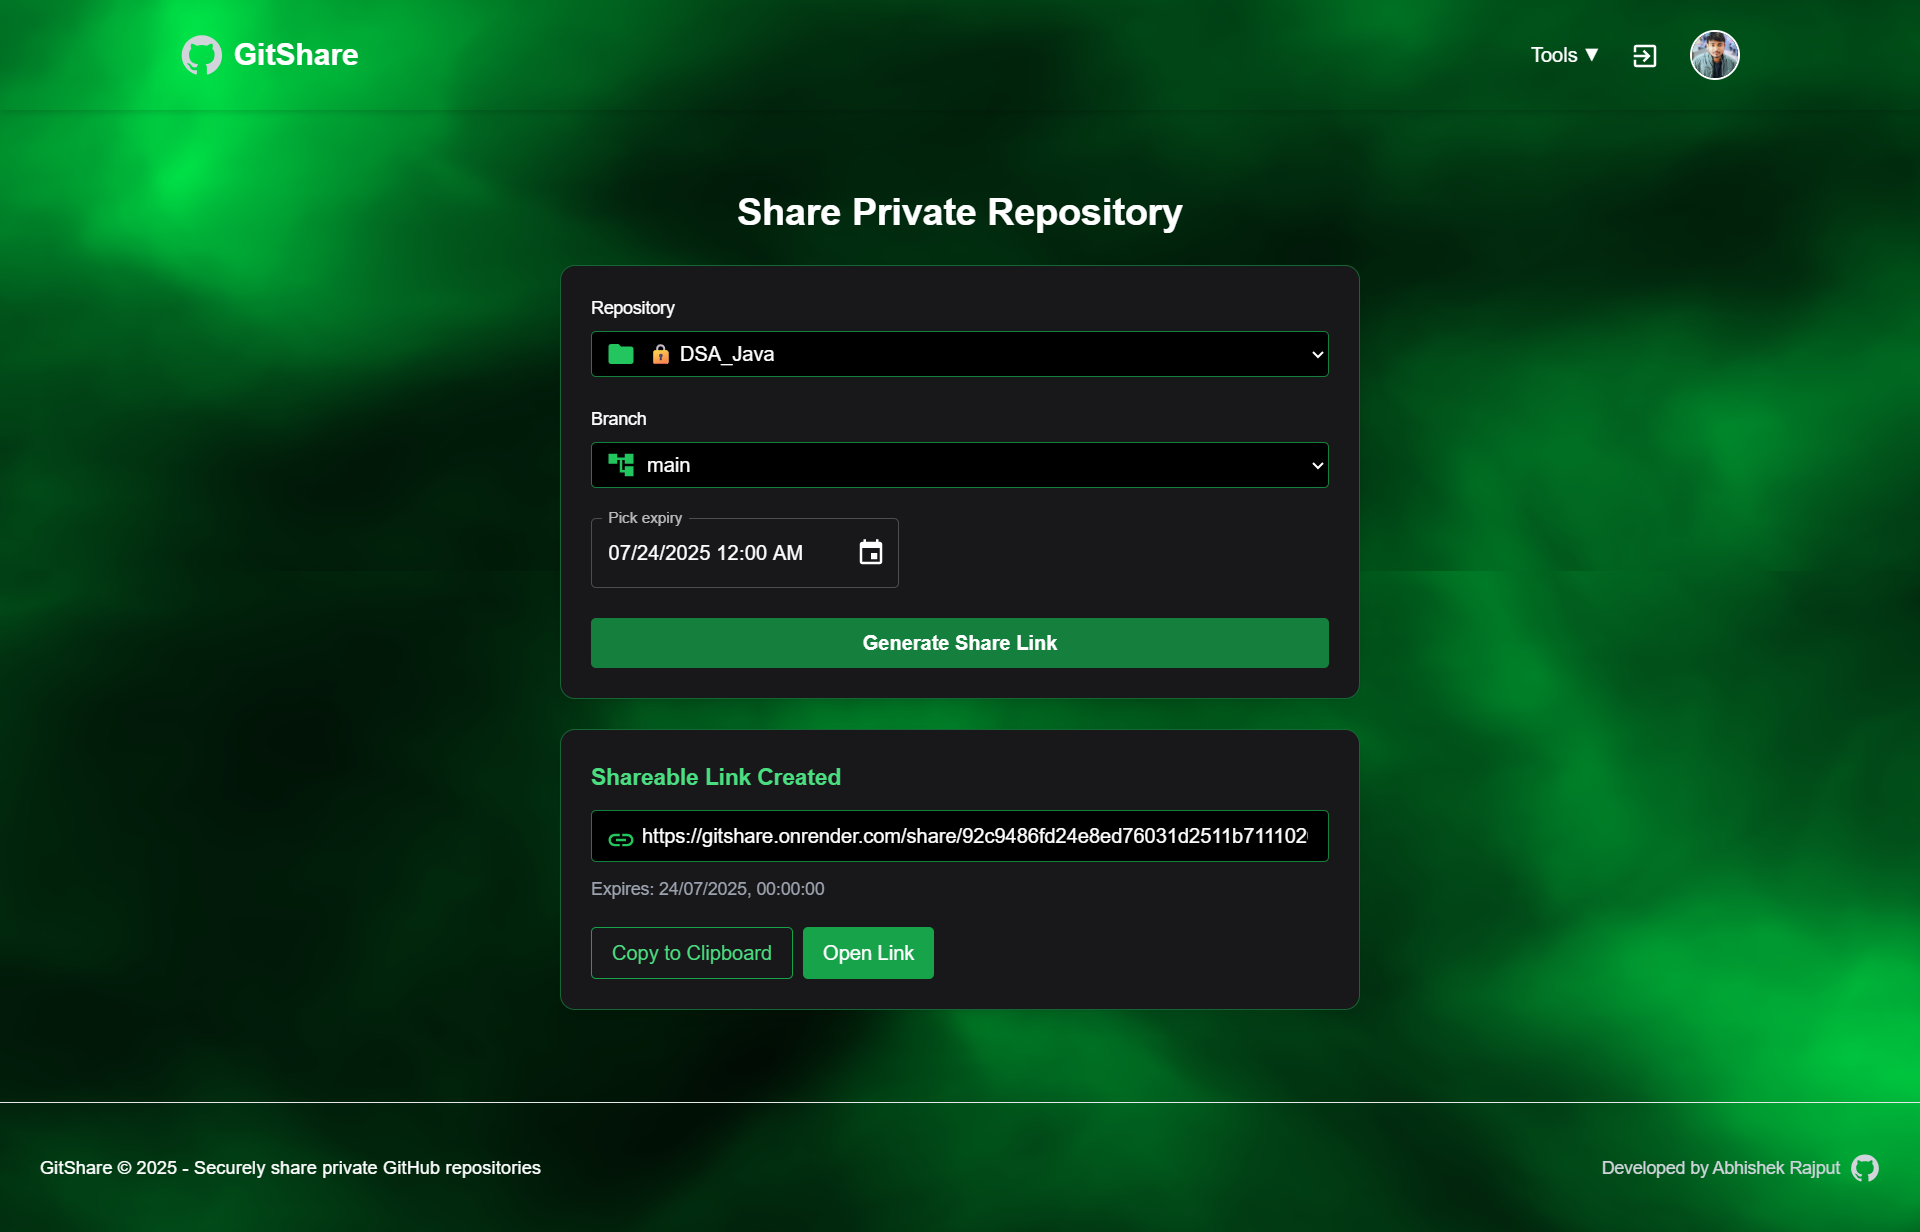 GitShare
Tools ▼
Share Private Repository
Repository
DSA_Java
Branch
main
Pick expiry
07/24/2025 12:00 AM
Generate Share Link
Shareable Link Created
https://gitshare.onrender.com/share/92c9486fd24e8ed76031d2511b711102
Expires: 24/07/2025, 00:00:00
Copy to Clipboard
Open Link
GitShare © 2025 - Securely share private GitHub repositories
Developed by Abhishek Rajput